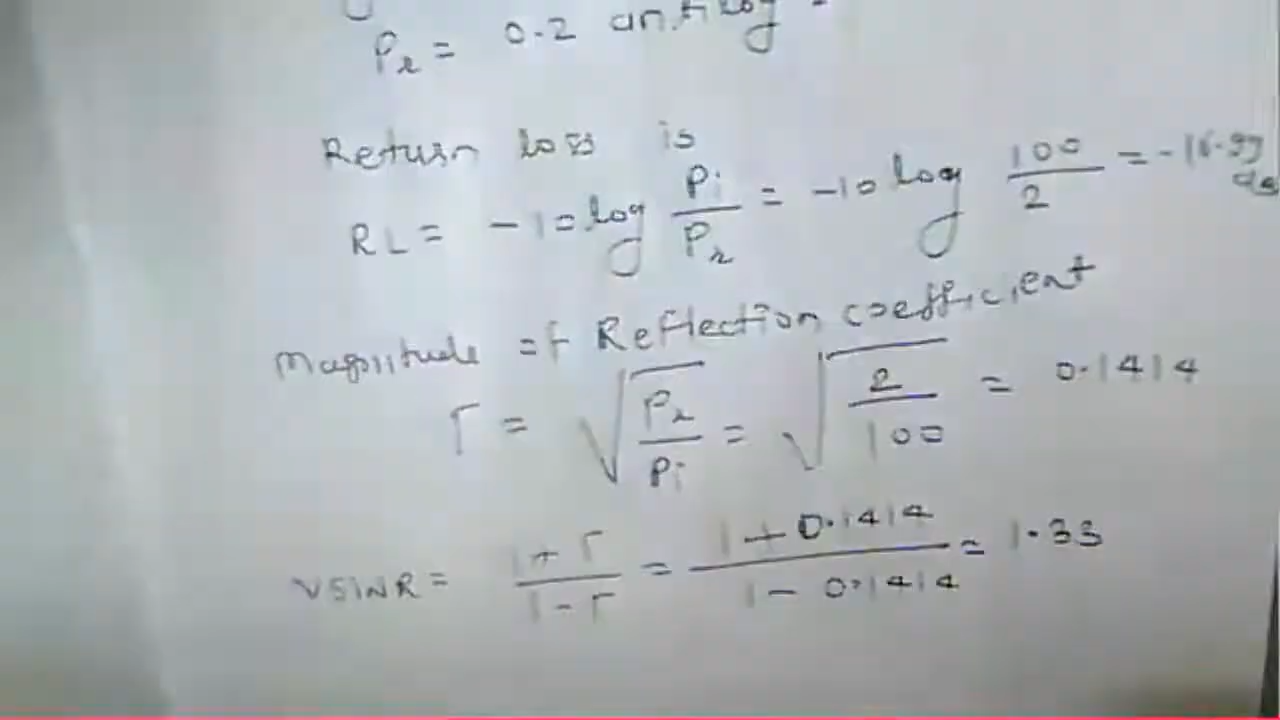 Pr = 0.2 antilog
Return loss is
RL = -10 log Pi/Pr = -10 log 100/2 = -16.99 dB
Magnitude of Reflection coefficient
Γ = √(Pr/Pi) = √(2/100) = 0.1414
VSWR = (1+Γ)/(1-Γ) = (1+0.1414)/(1-0.1414) = 1.33